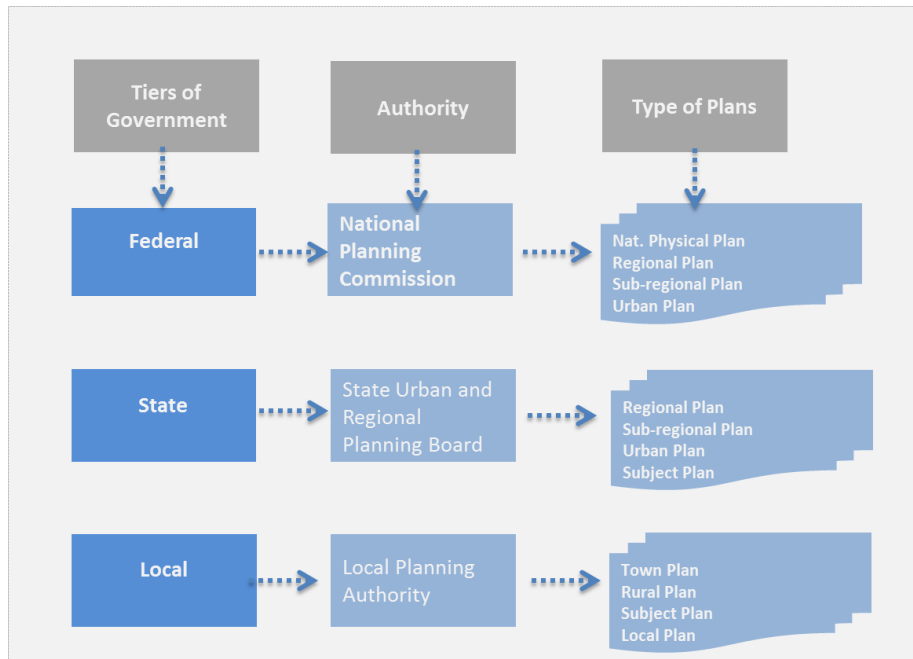 Tiers of
Government
Authority
Type of Plans
Federal
National
Planning
Commission
Nat. Physical Plan
Regional Plan
Sub-regional Plan
Urban Plan
State
State Urban and
Regional
Planning Board
Regional Plan
Sub-regional Plan
Urban Plan
Subject Plan
Local
Local Planning
Authority
Town Plan
Rural Plan
Subject Plan
Local Plan